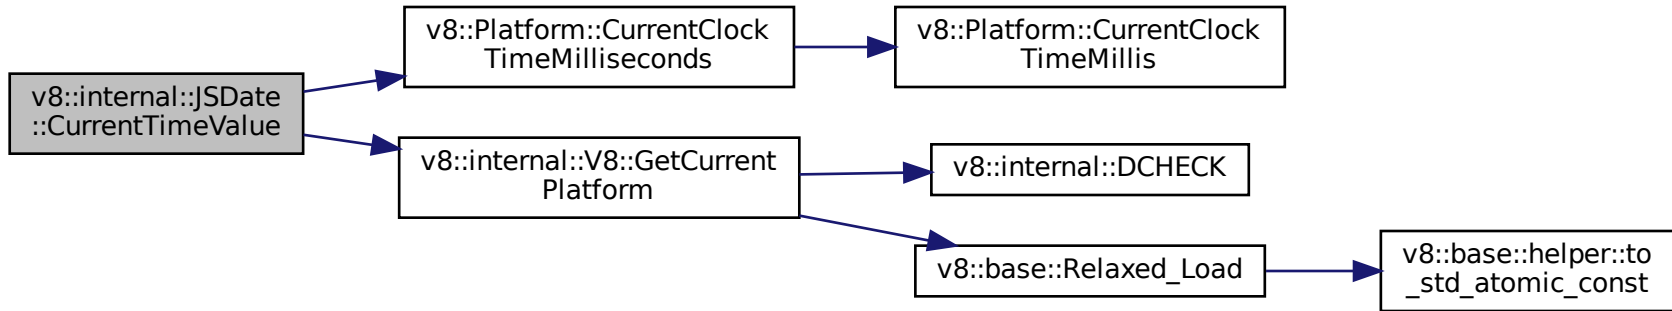 v8::internal::JSDate
::CurrentTimeValue
v8::Platform::CurrentClock
TimeMilliseconds
v8::Platform::CurrentClock
TimeMillis
v8::internal::V8::GetCurrent
Platform
v8::internal::DCHECK
v8::base::Relaxed_Load
v8::base::helper::to
_std_atomic_const